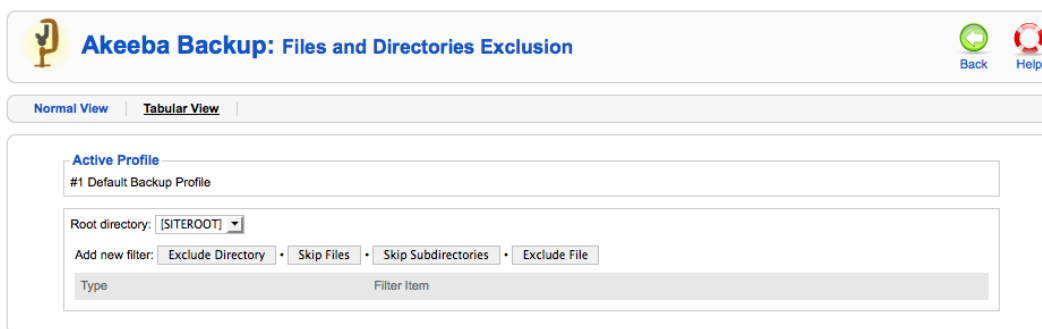 Akeeba Backup: Files and Directories Exclusion
Back Help
Normal View Tabular View
Active Profile
#1 Default Backup Profile
Root directory: [SITEROOT]
Add new filter: Exclude Directory • Skip Files • Skip Subdirectories • Exclude File
Type Filter Item